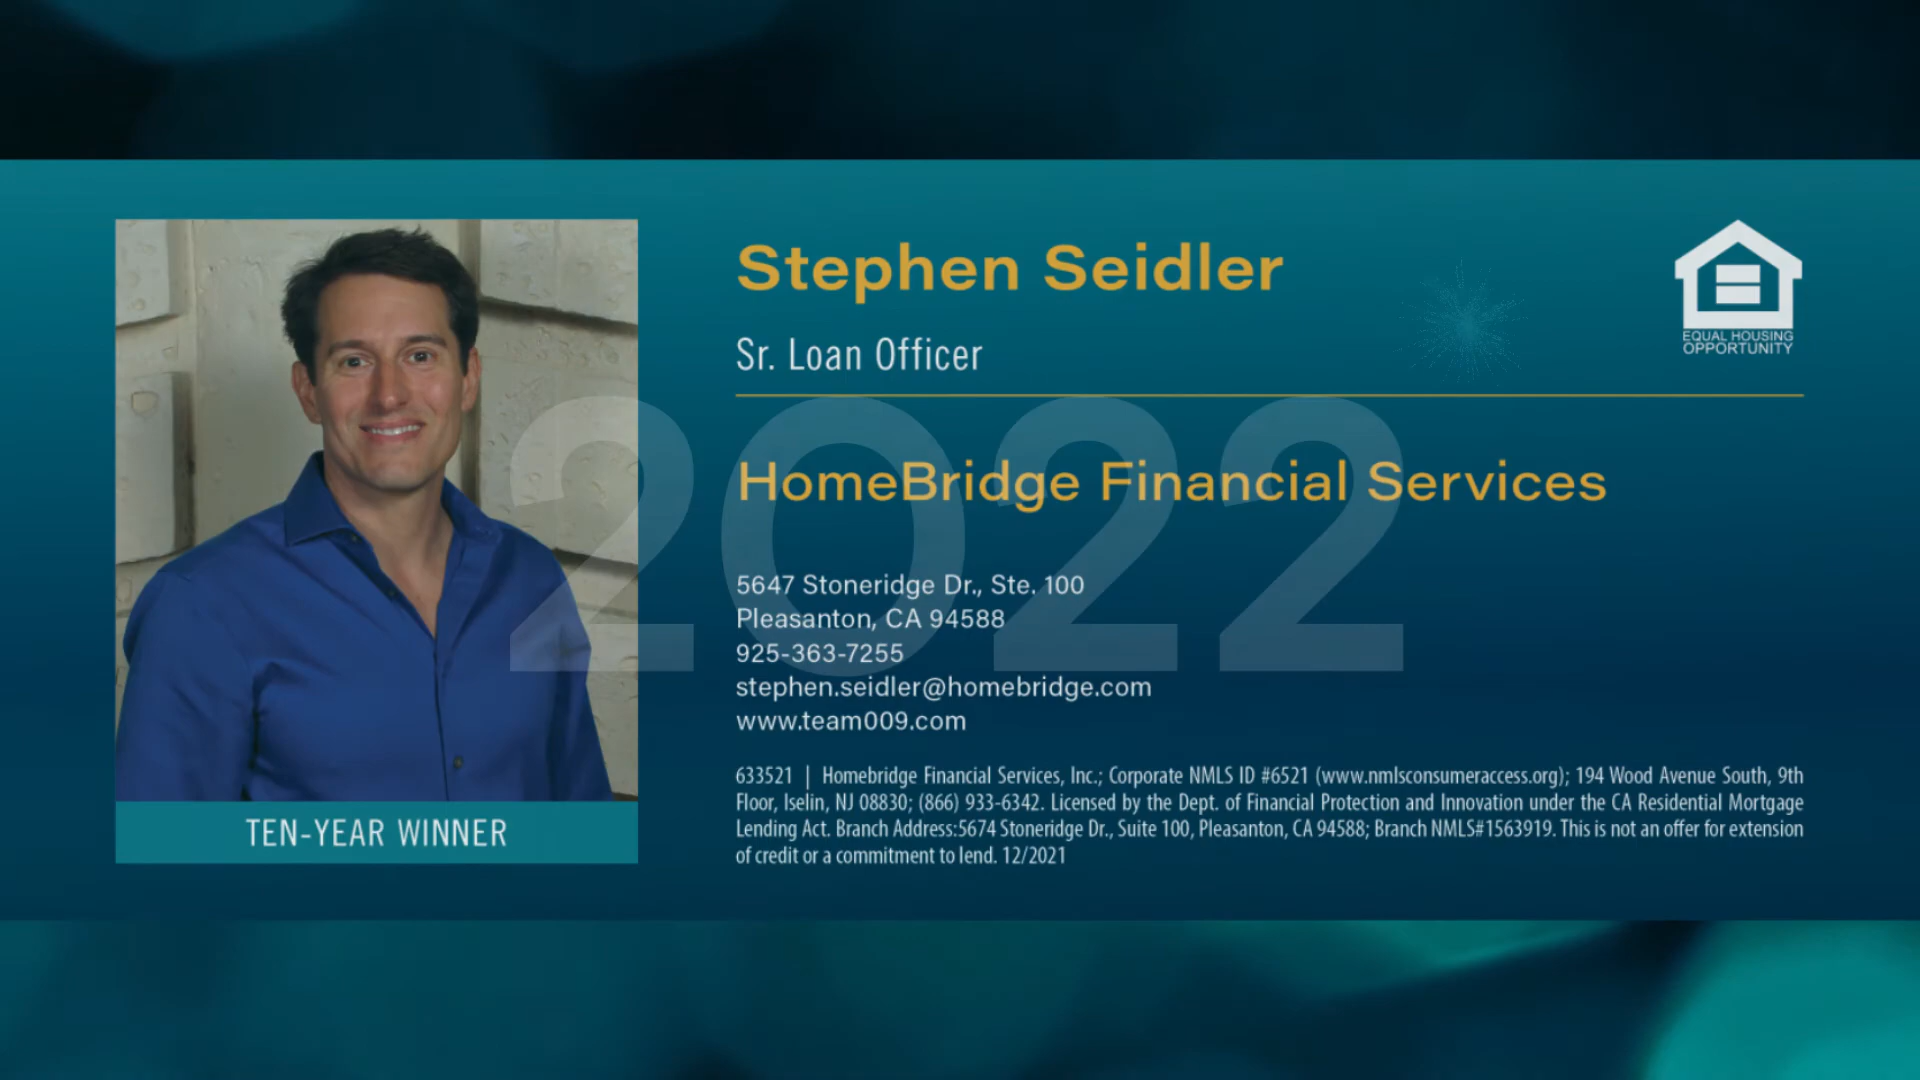 Stephen Seidler
Sr. Loan Officer
EQUAL HOUSING
OPPORTUNITY
2022
HomeBridge Financial Services
5647 Stoneridge Dr., Ste. 100
Pleasanton, CA 94588
925-363-7255
stephen.seidler@homebridge.com
www.team009.com
633521 | Homebridge Financial Services, Inc.; Corporate NMLS ID #6521 (www.nmlsconsumeraccess.org); 194 Wood Avenue South, 9th
Floor, Iselin, NJ 08830; (866) 933-6342. Licensed by the Dept. of Financial Protection and Innovation under the CA Residential Mortgage
Lending Act. Branch Address:5674 Stoneridge Dr., Suite 100, Pleasanton, CA 94588; Branch NMLS#1563919. This is not an offer for extension
of credit or a commitment to lend. 12/2021
TEN-YEAR WINNER